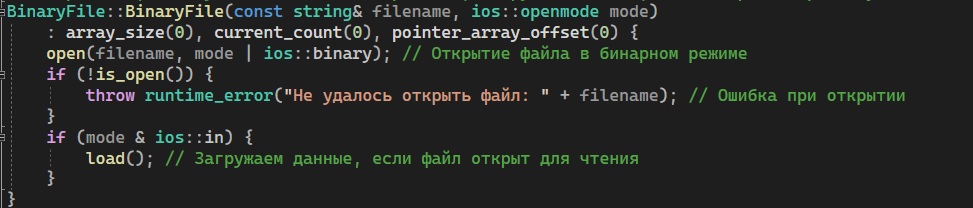 BinaryFile::BinaryFile(const string& filename, ios::openmode mode)
    : array_size(0), current_count(0), pointer_array_offset(0) {
    open(filename, mode | ios::binary); // Открытие файла в бинарном режиме
    if (!is_open()) {
        throw runtime_error("Не удалось открыть файл: " + filename); // Ошибка при открытии
    }
    if (mode & ios::in) {
        load(); // Загружаем данные, если файл открыт для чтения
    }
}